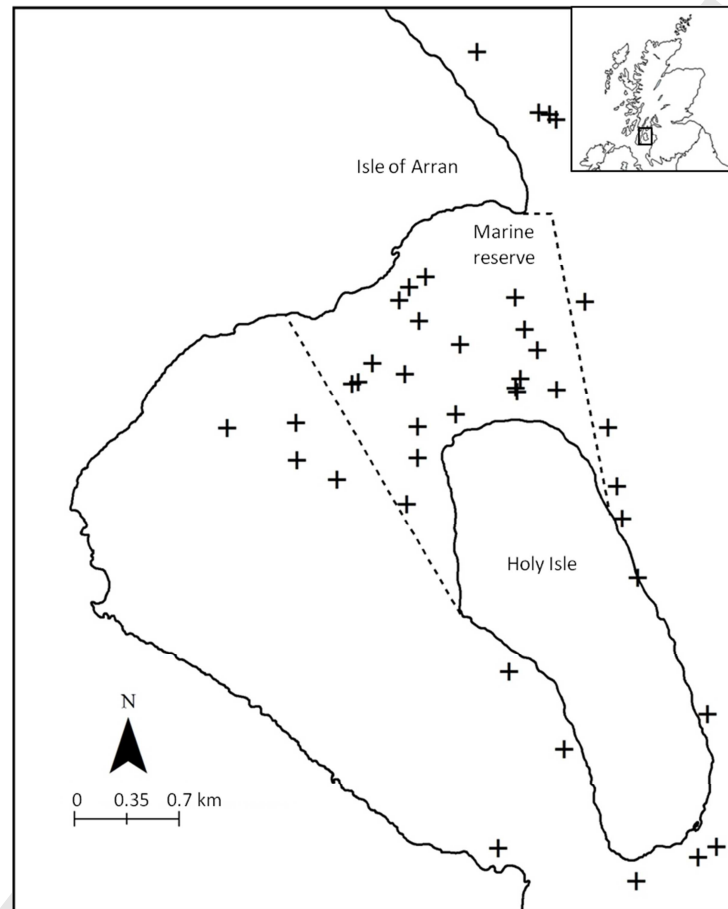 Isle of Arran
Marine
reserve
Holy Isle
N
0 0.35 0.7 km